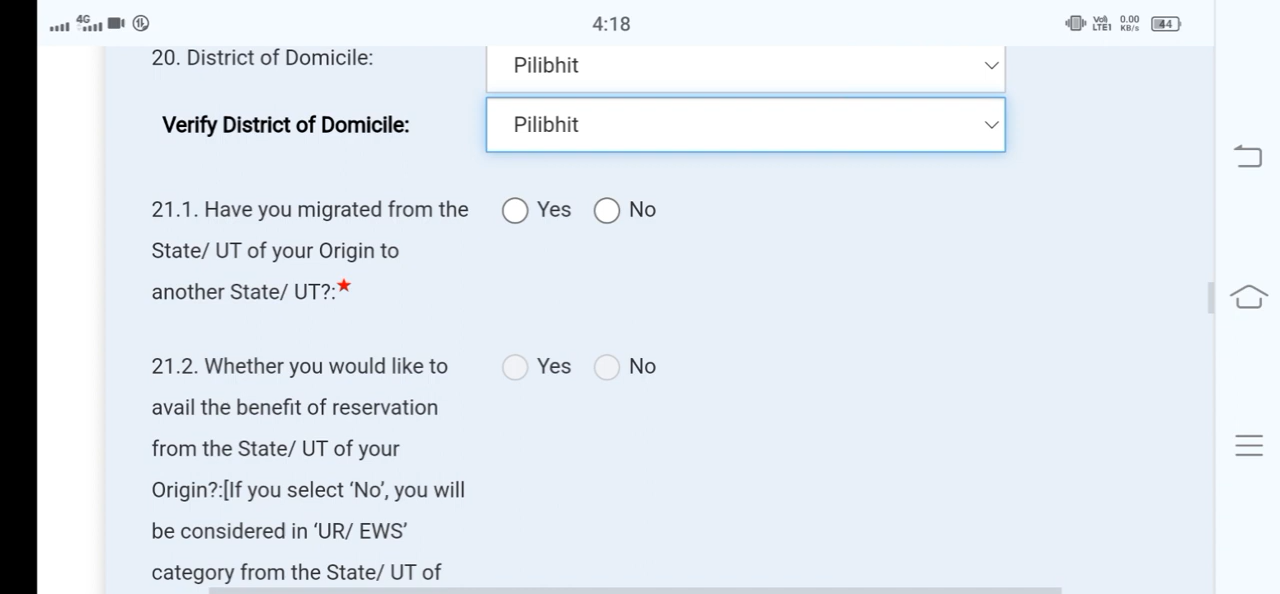 4G
4:18
Vo)
LTE1
0.00
KB/s
44
20. District of Domicile:
Pilibhit
Verify District of Domicile:
Pilibhit
21.1. Have you migrated from the
Yes
No
State/ UT of your Origin to
another State/ UT?:★
21.2. Whether you would like to
Yes
No
avail the benefit of reservation
from the State/ UT of your
Origin?:[If you select ‘No’, you will
be considered in ‘UR/ EWS’
category from the State/ UT of